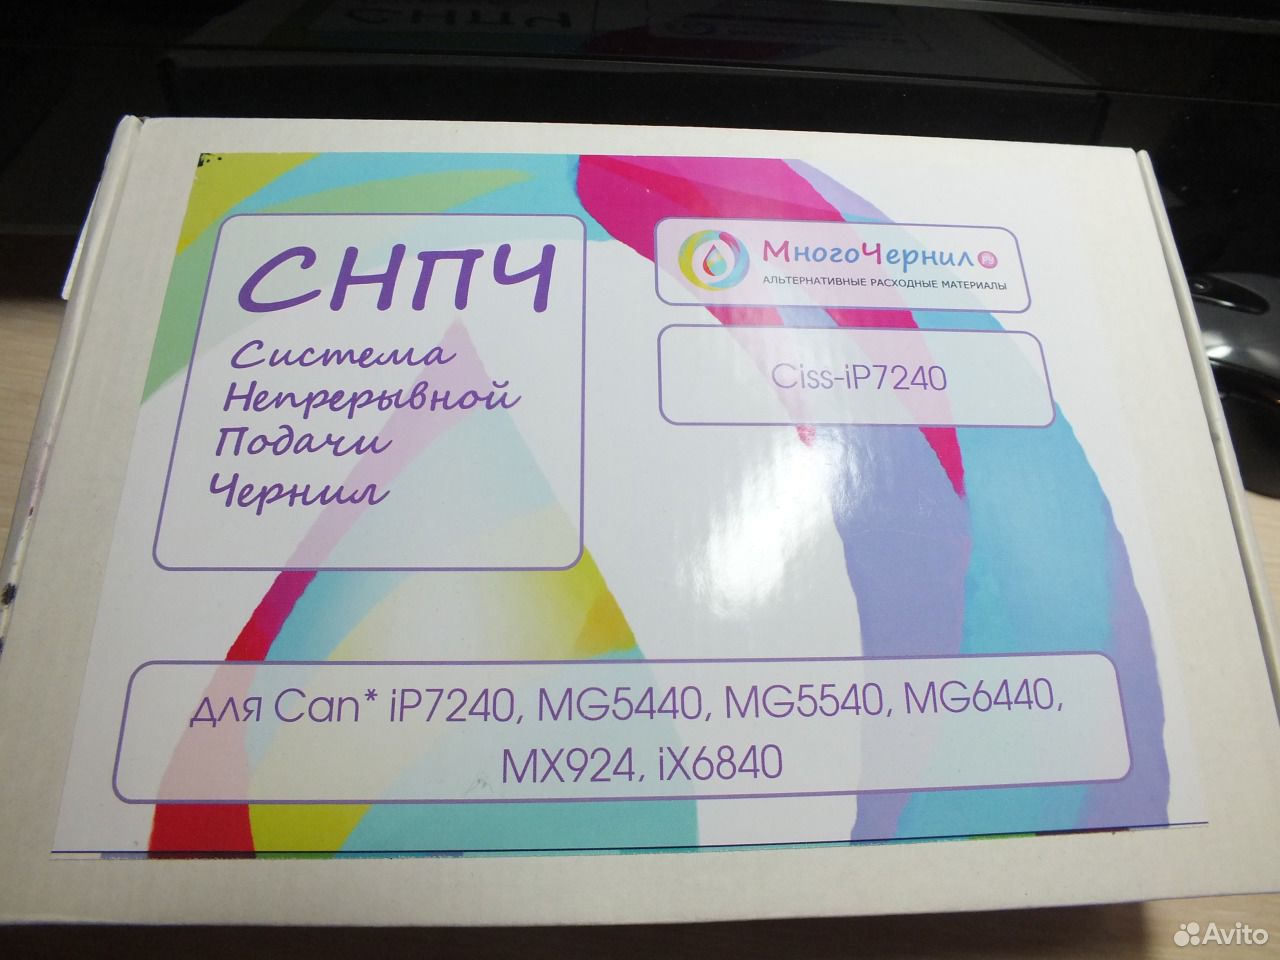 СНПЧ
Система
Непрерывной
Подачи
Чернил
МногоЧернил РУ
АЛЬТЕРНАТИВНЫЕ РАСХОДНЫЕ МАТЕРИАЛЫ
Ciss-iP7240
для Can* iP7240, MG5440, MG5540, MG6440,
MX924, iX6840
Avito